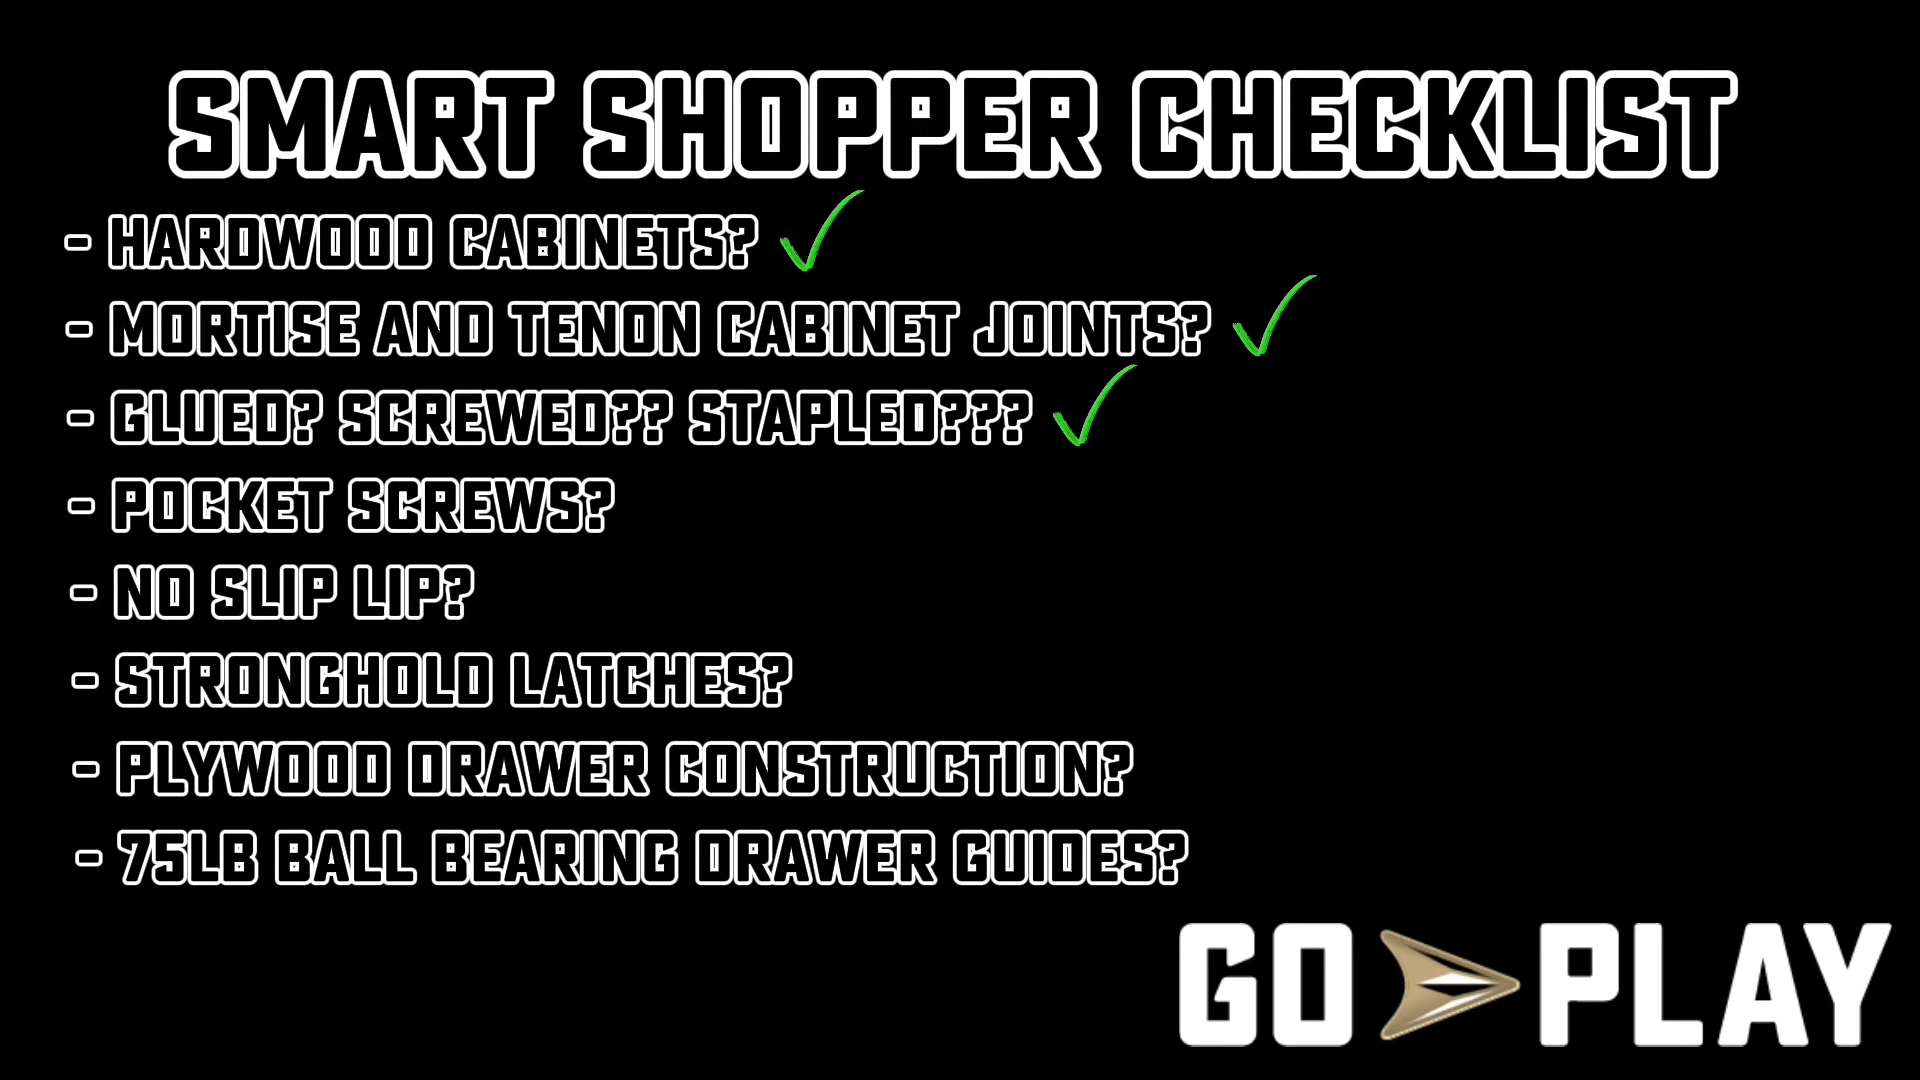 SMART SHOPPER CHECKLIST
- HARDWOOD CABINETS?
- MORTISE AND TENON CABINET JOINTS?
- GLUED? SCREWED?? STAPLED???
- POCKET SCREWS?
- NO SLIP LIP?
- STRONGHOLD LATCHES?
- PLYWOOD DRAWER CONSTRUCTION?
- 75LB BALL BEARING DRAWER GUIDES?
GO PLAY